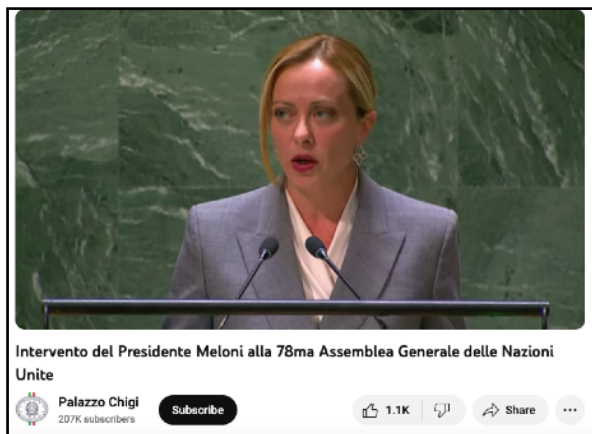 Intervento del Presidente Meloni alla 78ma Assemblea Generale delle Nazioni
Unite
Palazzo Chigi
207K subscribers
Subscribe
1.1K
Share